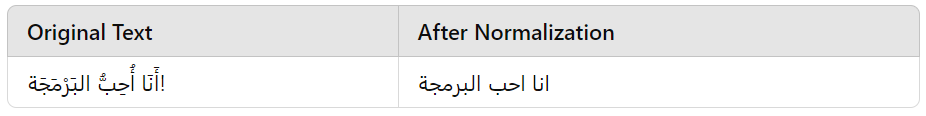 Original Text	After Normalization
أَنَا أُحِبُّ البَرْمَجَة!	انا احب البرمجة